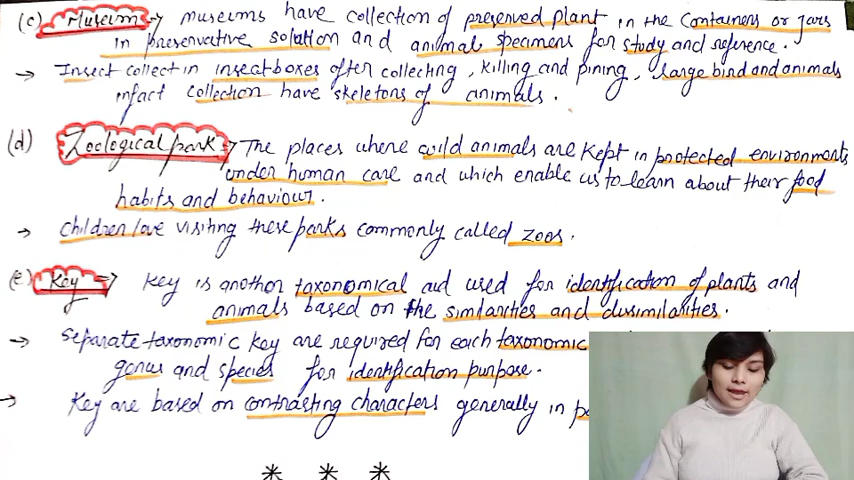 (c) Museum → museums have collection of preserved plant in the containers or jars
in preservative solution and animal specimens for study and reference.
→ Insect collect in insect boxes after collecting, killing and pining, large bird and animals
infact collection have skeletons of animals.
(d) Zoological park → The places where wild animals are kept in protected environments
under human care and which enable us to learn about their food
habits and behaviour.
→ children love visiting these parks commonly called zoos.
(e) Key → Key is another taxonomical aid used for identification of plants and
animals based on the similarities and dissimilarities.
→ separate taxonomic key are required for each taxonomic
genus and species for identification purpose.
→ Key are based on contrasting characters generally in
* * *